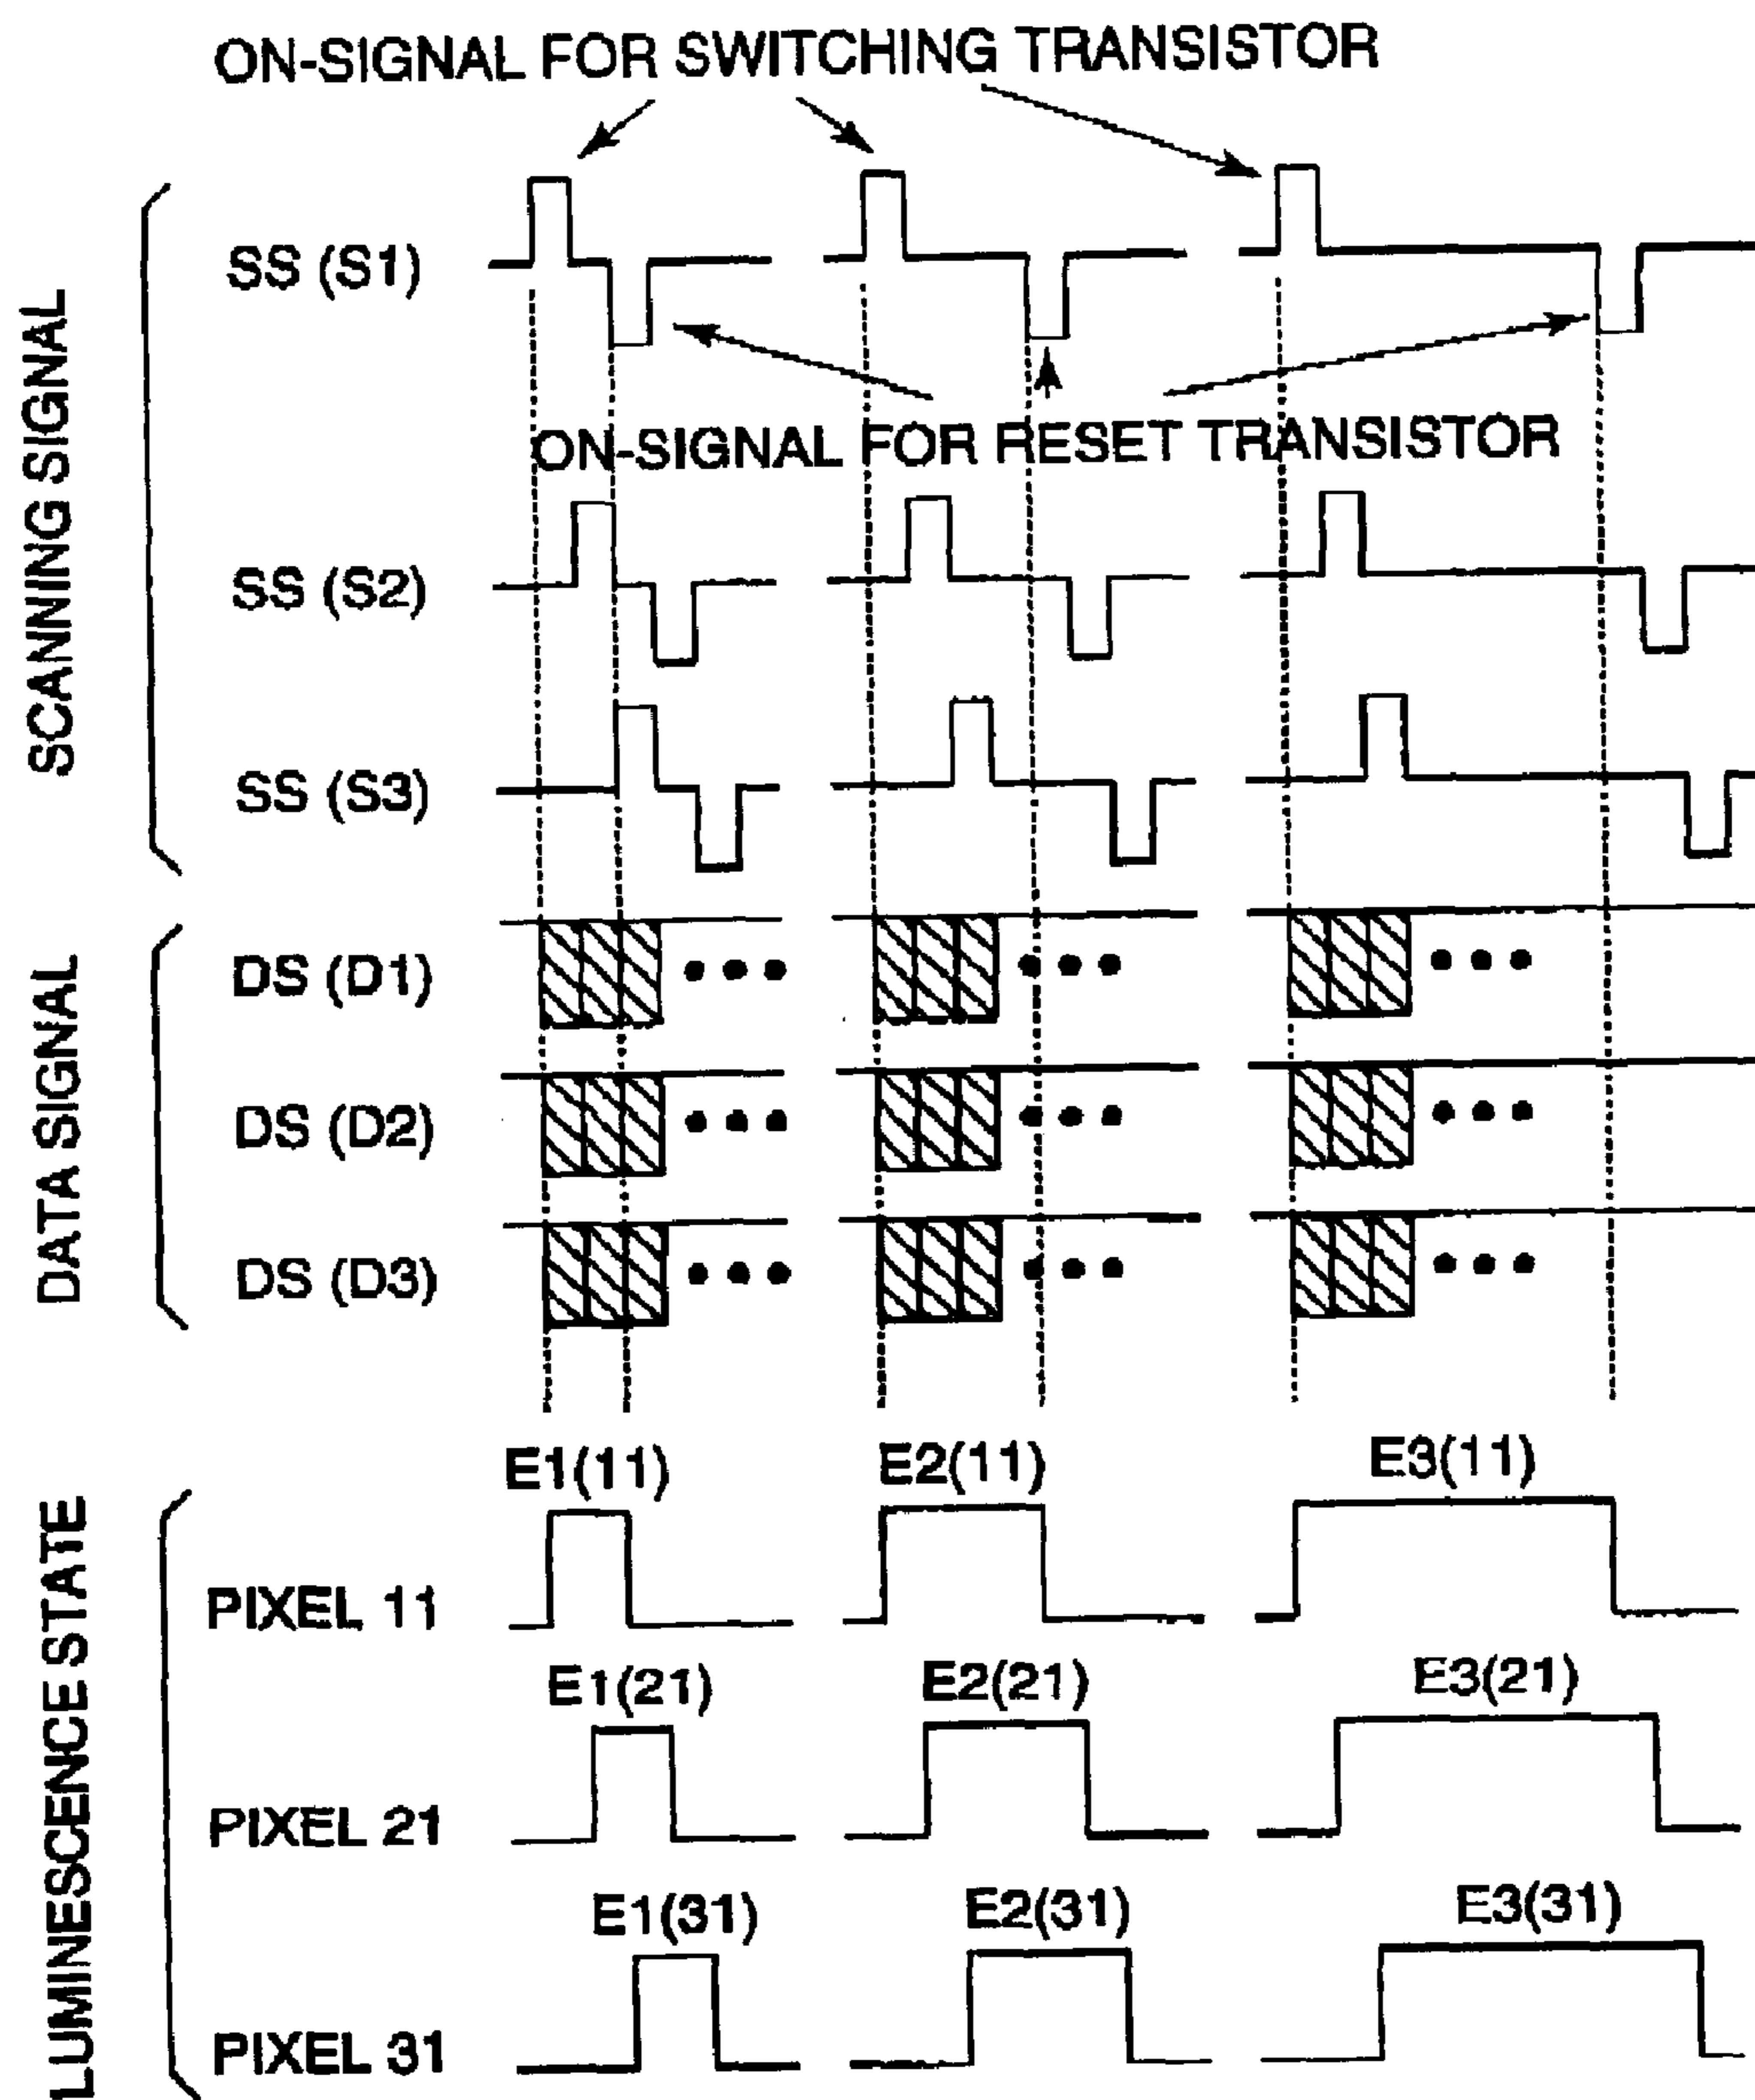 ON-SIGNAL FOR SWITCHING TRANSISTOR
SCANNING SIGNAL
SS (S1)
ON-SIGNAL FOR RESET TRANSISTOR
SS (S2)
SS (S3)
DATA SIGNAL
DS (D1)
DS (D2)
DS (D3)
LUMINESCENCE STATE
E1(11) E2(11) E3(11)
PIXEL 11
E1(21) E2(21) E3(21)
PIXEL 21
E1(31) E2(31) E3(31)
PIXEL 31